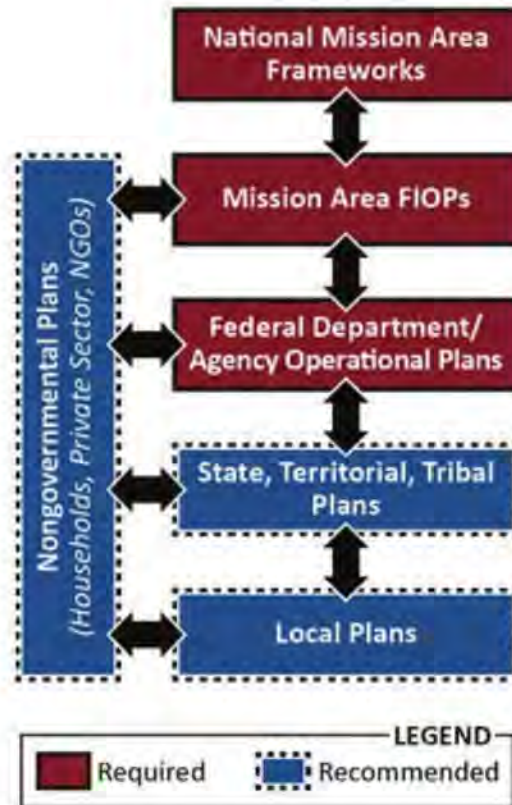 National Mission Area
Frameworks
Mission Area FIOPs
Federal Department/
Agency Operational Plans
State, Territorial, Tribal
Plans
Local Plans
Nongovernmental Plans
(Households, Private Sector, NGOs)
LEGEND
Required
Recommended